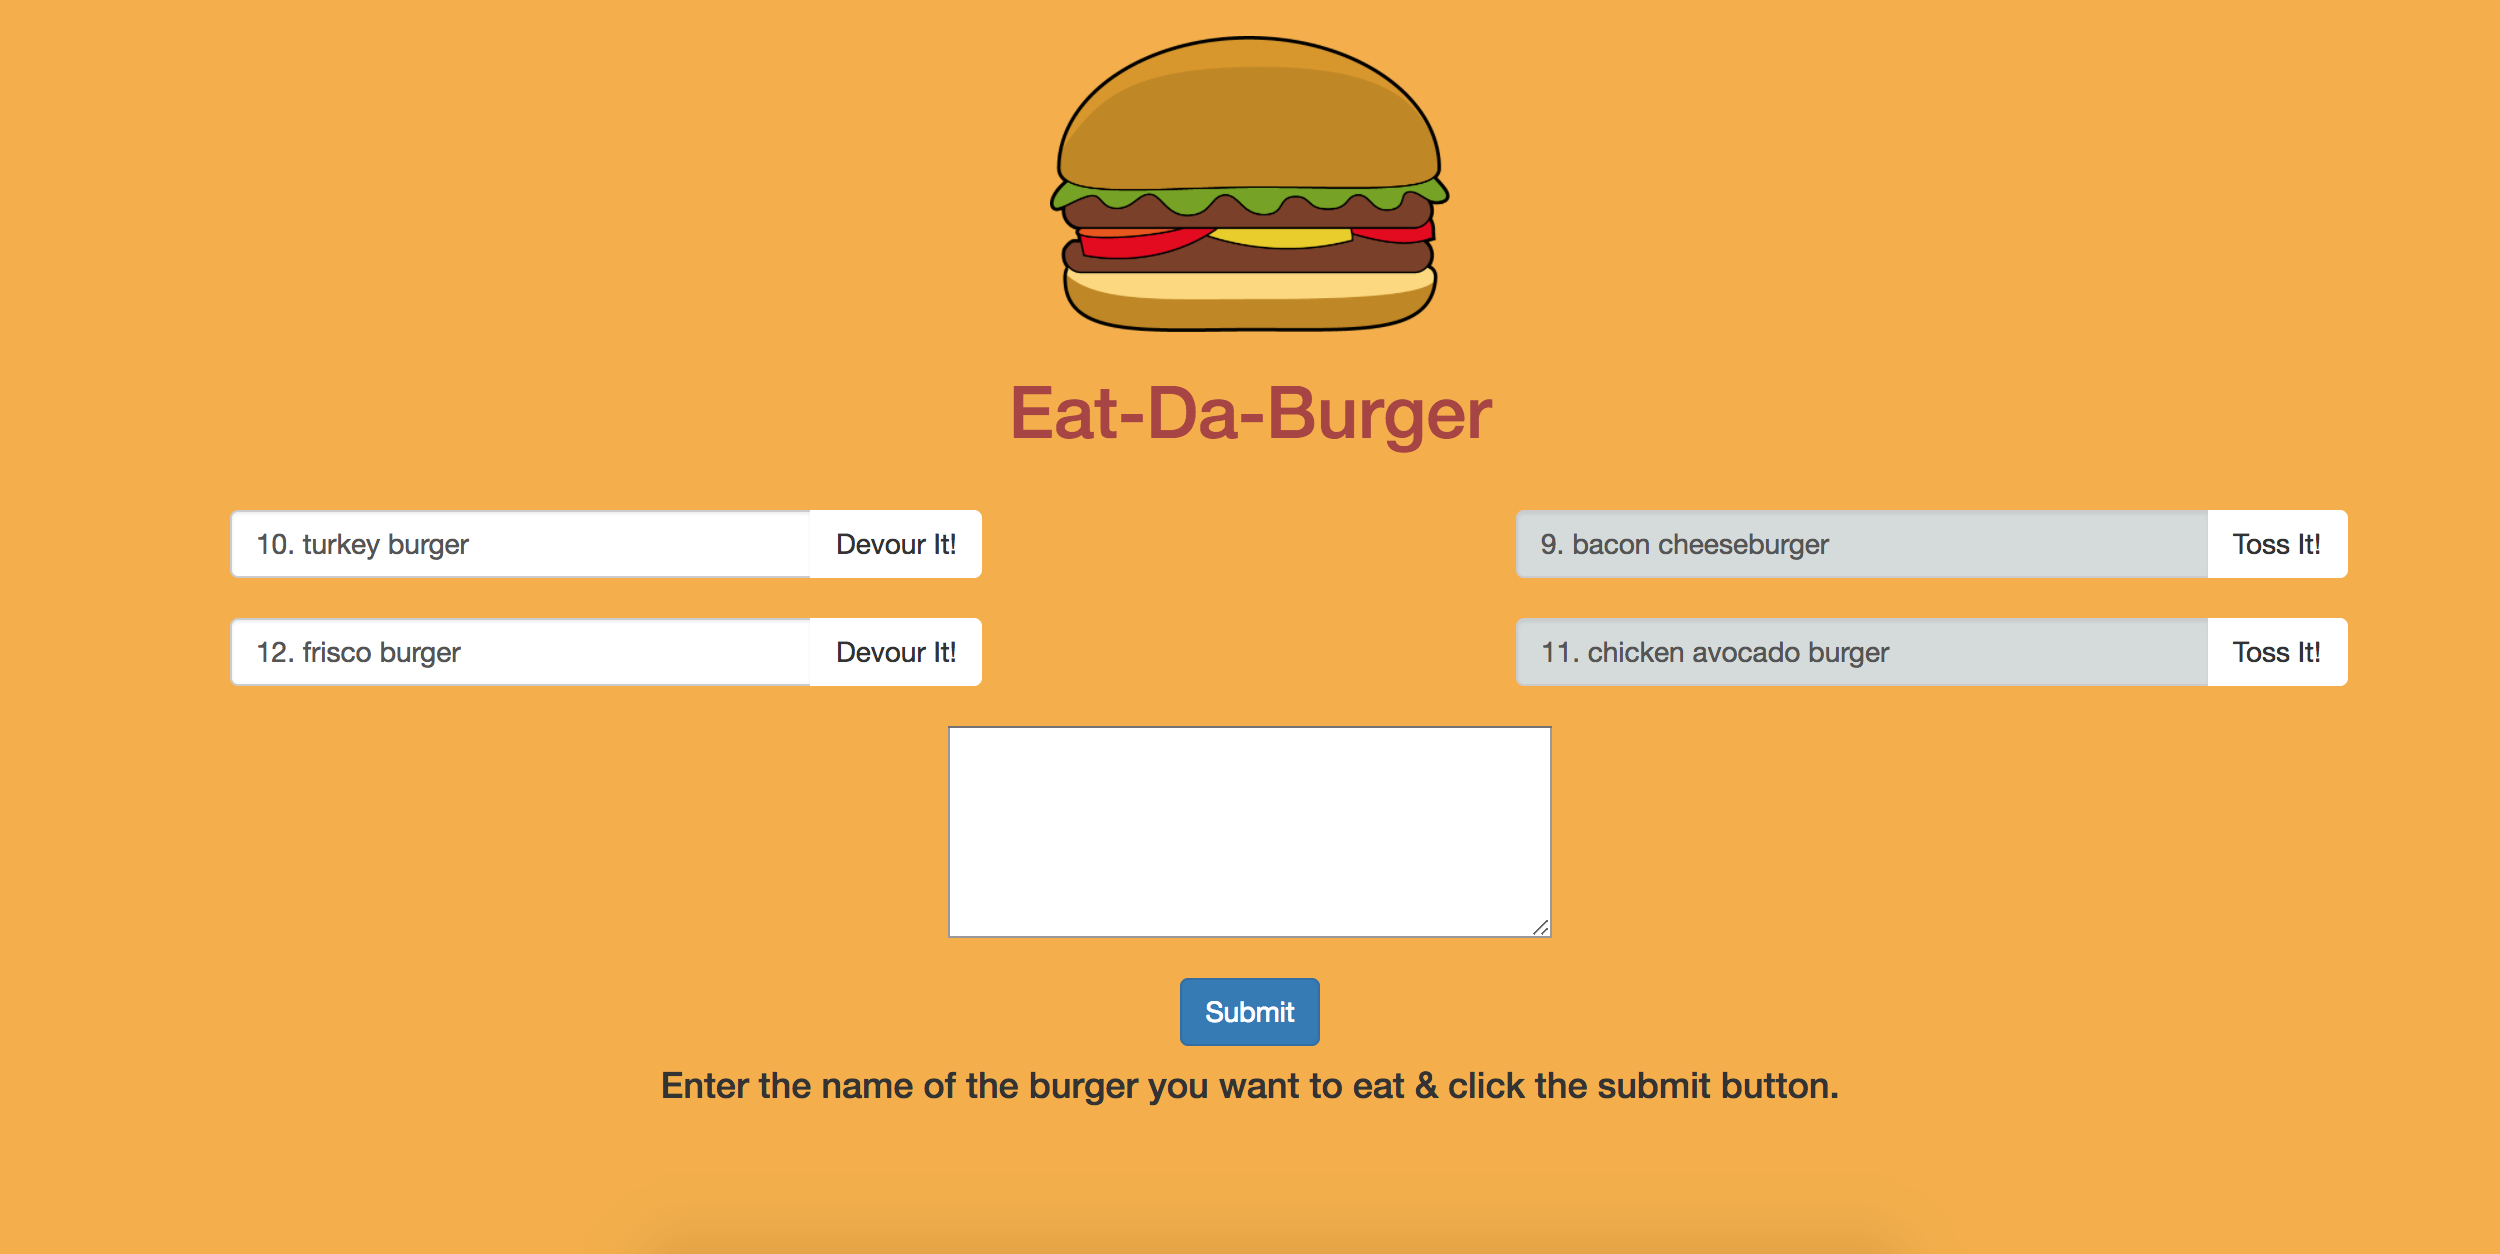 Eat-Da-Burger
10. turkey burger Devour It!
9. bacon cheeseburger Toss It!
12. frisco burger Devour It!
11. chicken avocado burger Toss It!
Submit
Enter the name of the burger you want to eat & click the submit button.